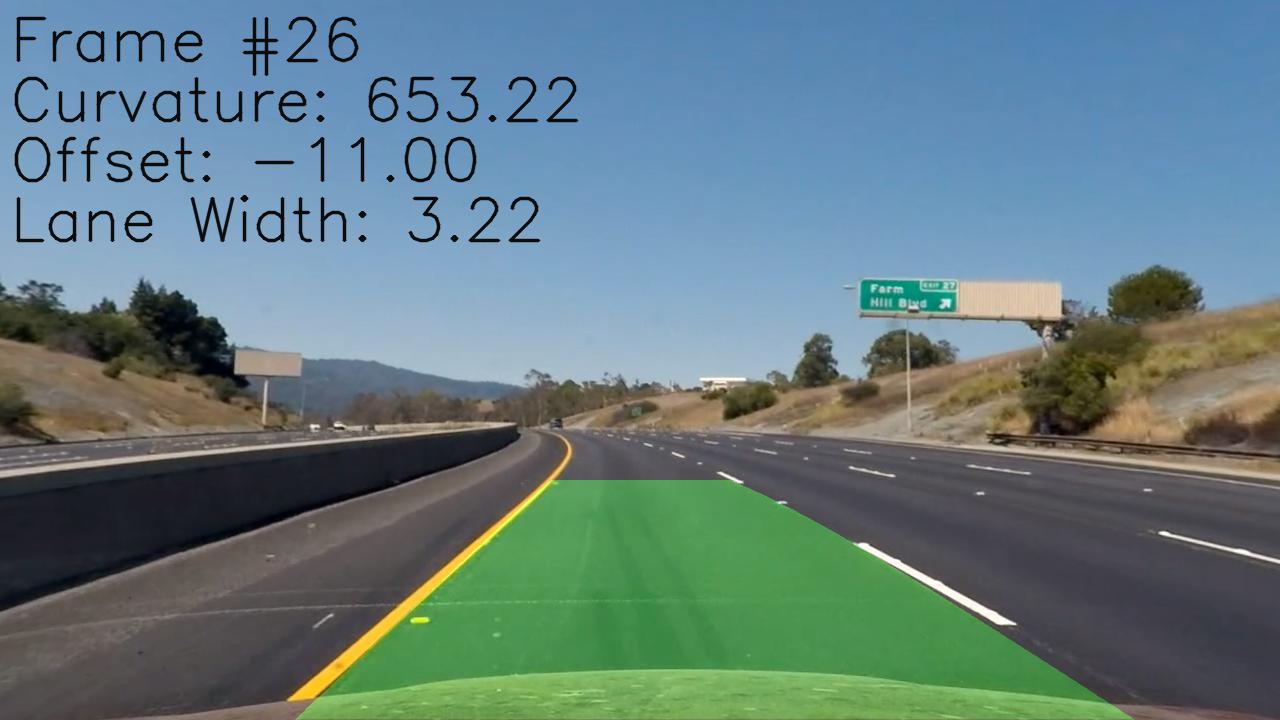 Frame #26
Curvature: 653.22
Offset: -11.00
Lane Width: 3.22
EXIT 27
Farm
Hill Blvd